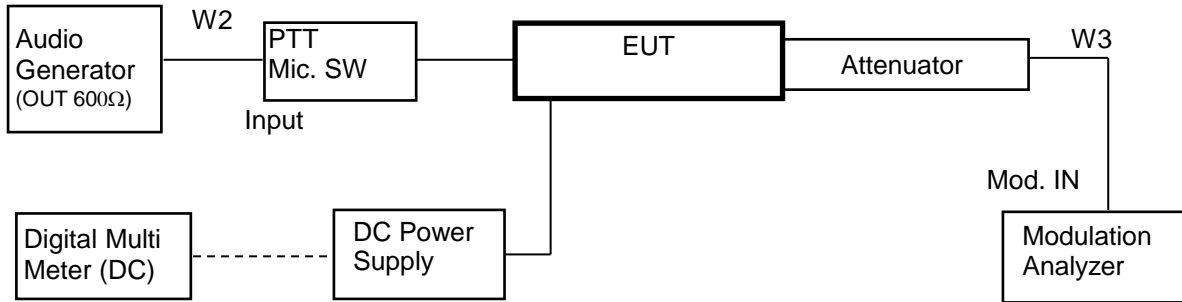 W2
Audio
Generator
(OUT 600Ω)
PTT
Mic. SW
Input
EUT
Attenuator
W3
Mod. IN
Digital Multi
Meter (DC)
DC Power
Supply
Modulation
Analyzer